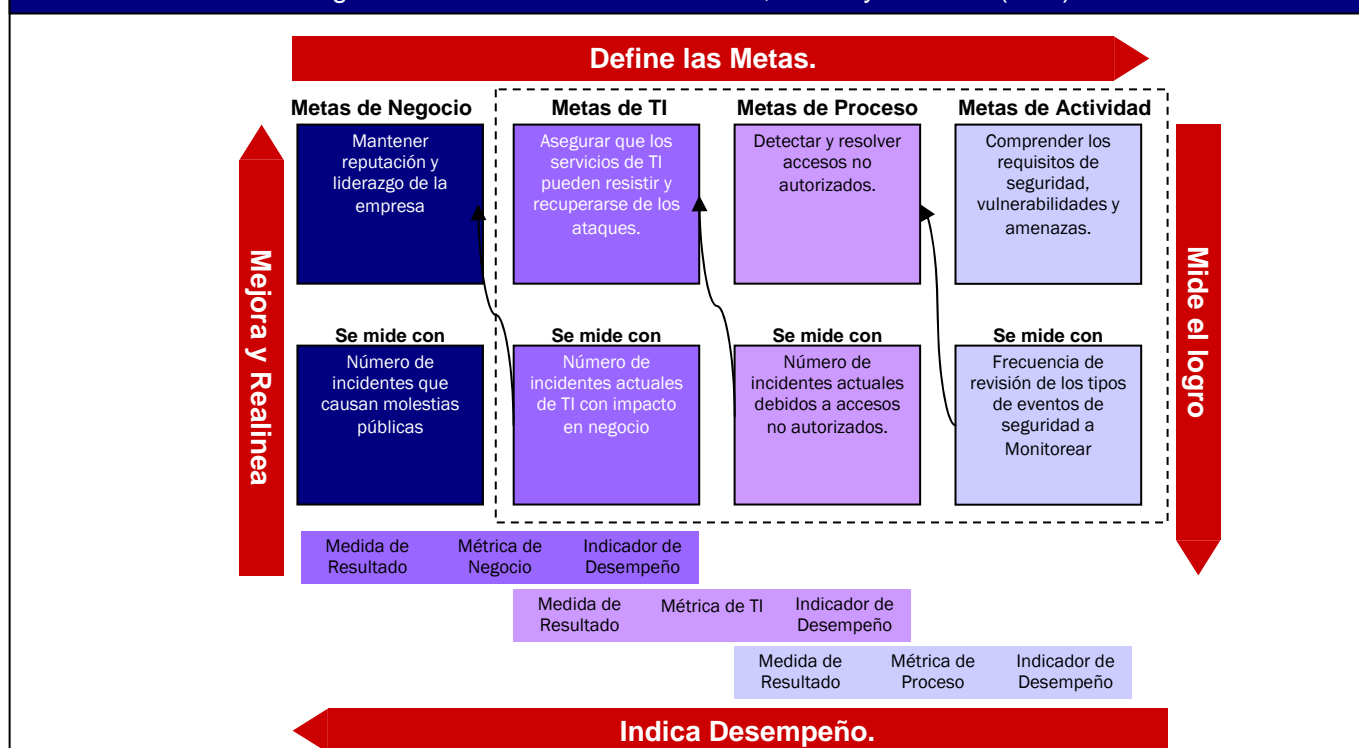 Define las Metas.
Metas de Negocio
Metas de TI
Metas de Proceso
Metas de Actividad
Mantener
reputación y
liderazgo de la
empresa
Asegurar que los
servicios de TI
pueden resistir y
recuperarse de los
ataques.
Detectar y resolver
accesos no
autorizados.
Comprender los
requisitos de
seguridad,
vulnerabilidades y
amenazas.
Mejora y Realinea
Mide el logro
Se mide con
Se mide con
Se mide con
Se mide con
Número de
incidentes que
causan molestias
públicas
Número de
incidentes actuales
de TI con impacto
en negocio
Número de
incidentes actuales
debidos a accesos
no autorizados.
Frecuencia de
revisión de los tipos
de eventos de
seguridad a
Monitorear
Medida de
Resultado
Métrica de
Negocio
Indicador de
Desempeño
Medida de
Resultado
Métrica de TI
Indicador de
Desempeño
Medida de
Resultado
Métrica de
Proceso
Indicador de
Desempeño
Indica Desempeño.